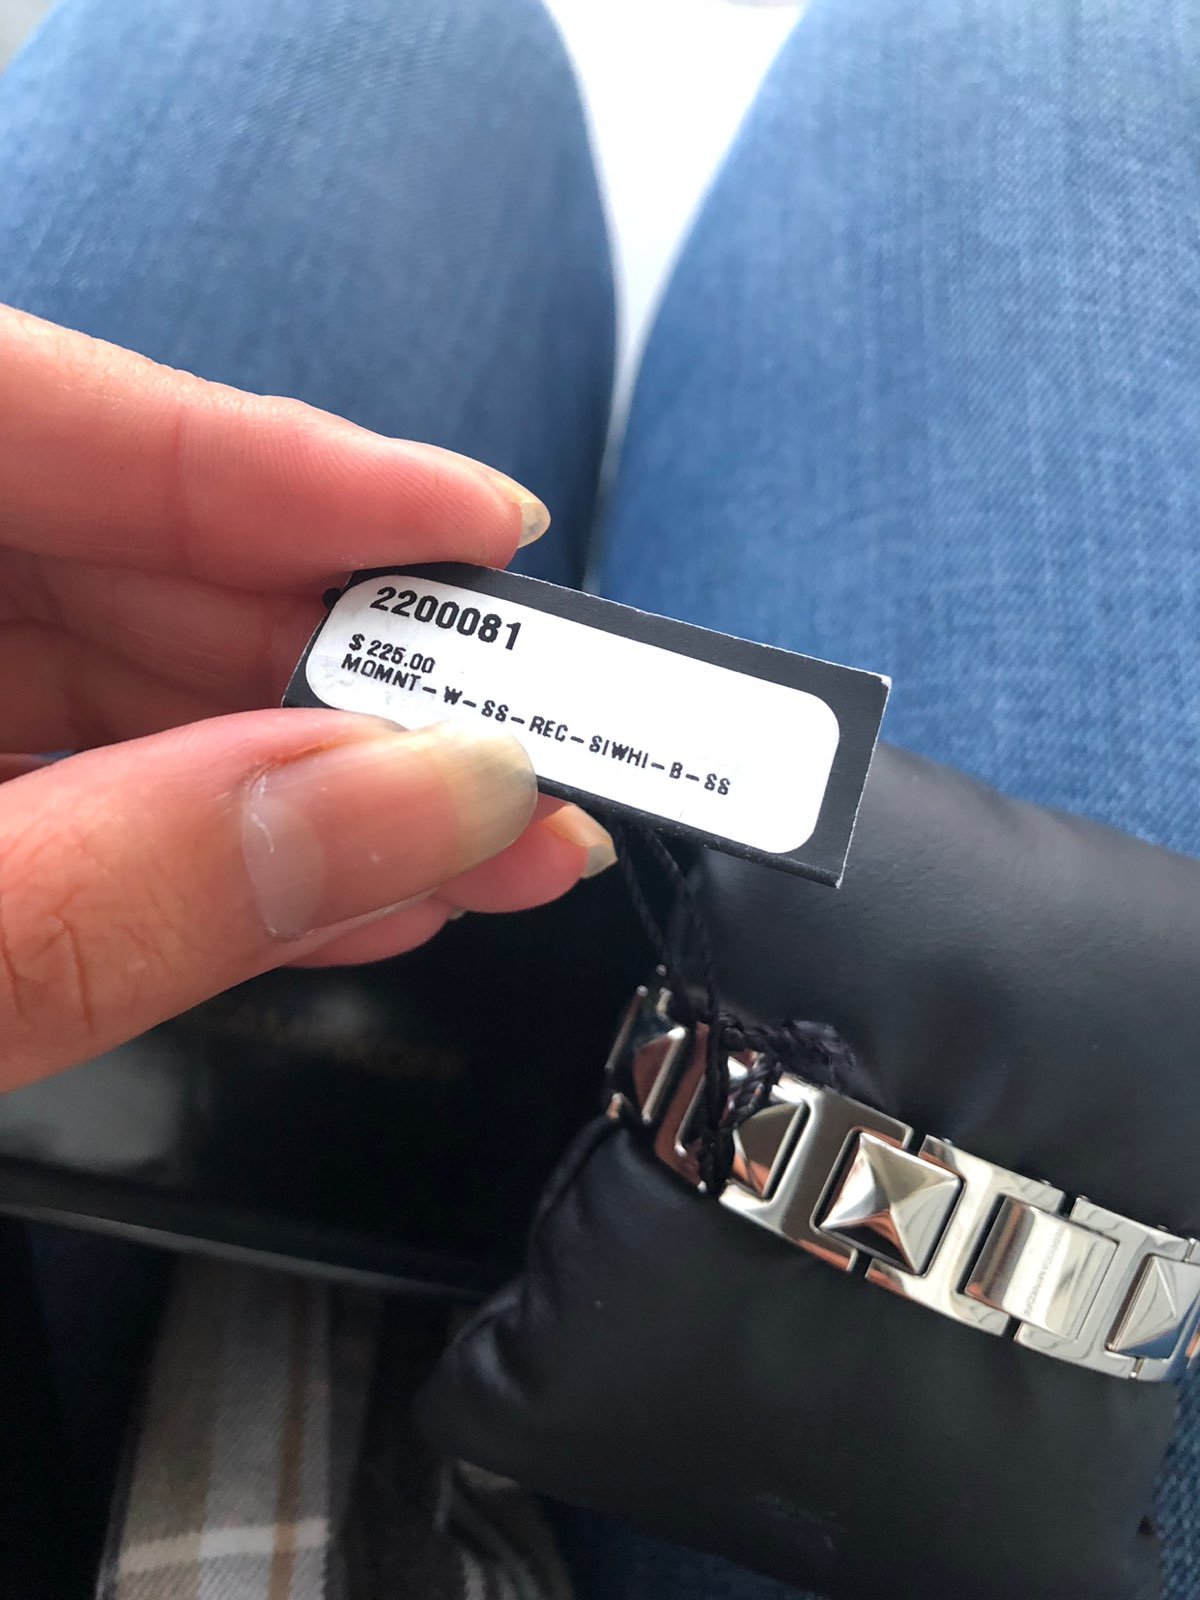 2200081
$ 225.00
MOMNT-W-SS-REC-SIWHI-B-SS